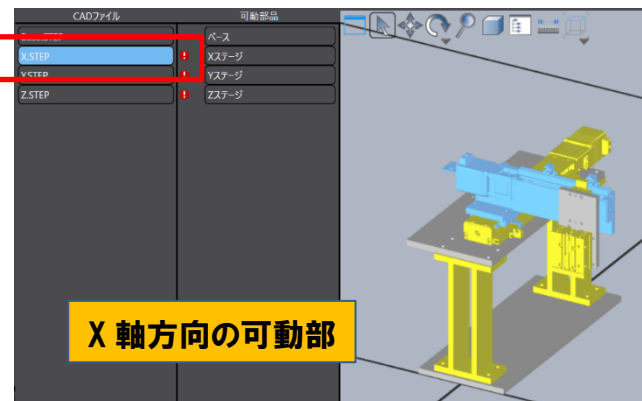 CADファイル 可動部品
ベース
X.STEP Xステージ
Y.STEP Yステージ
Z.STEP Zステージ
X 軸方向の可動部